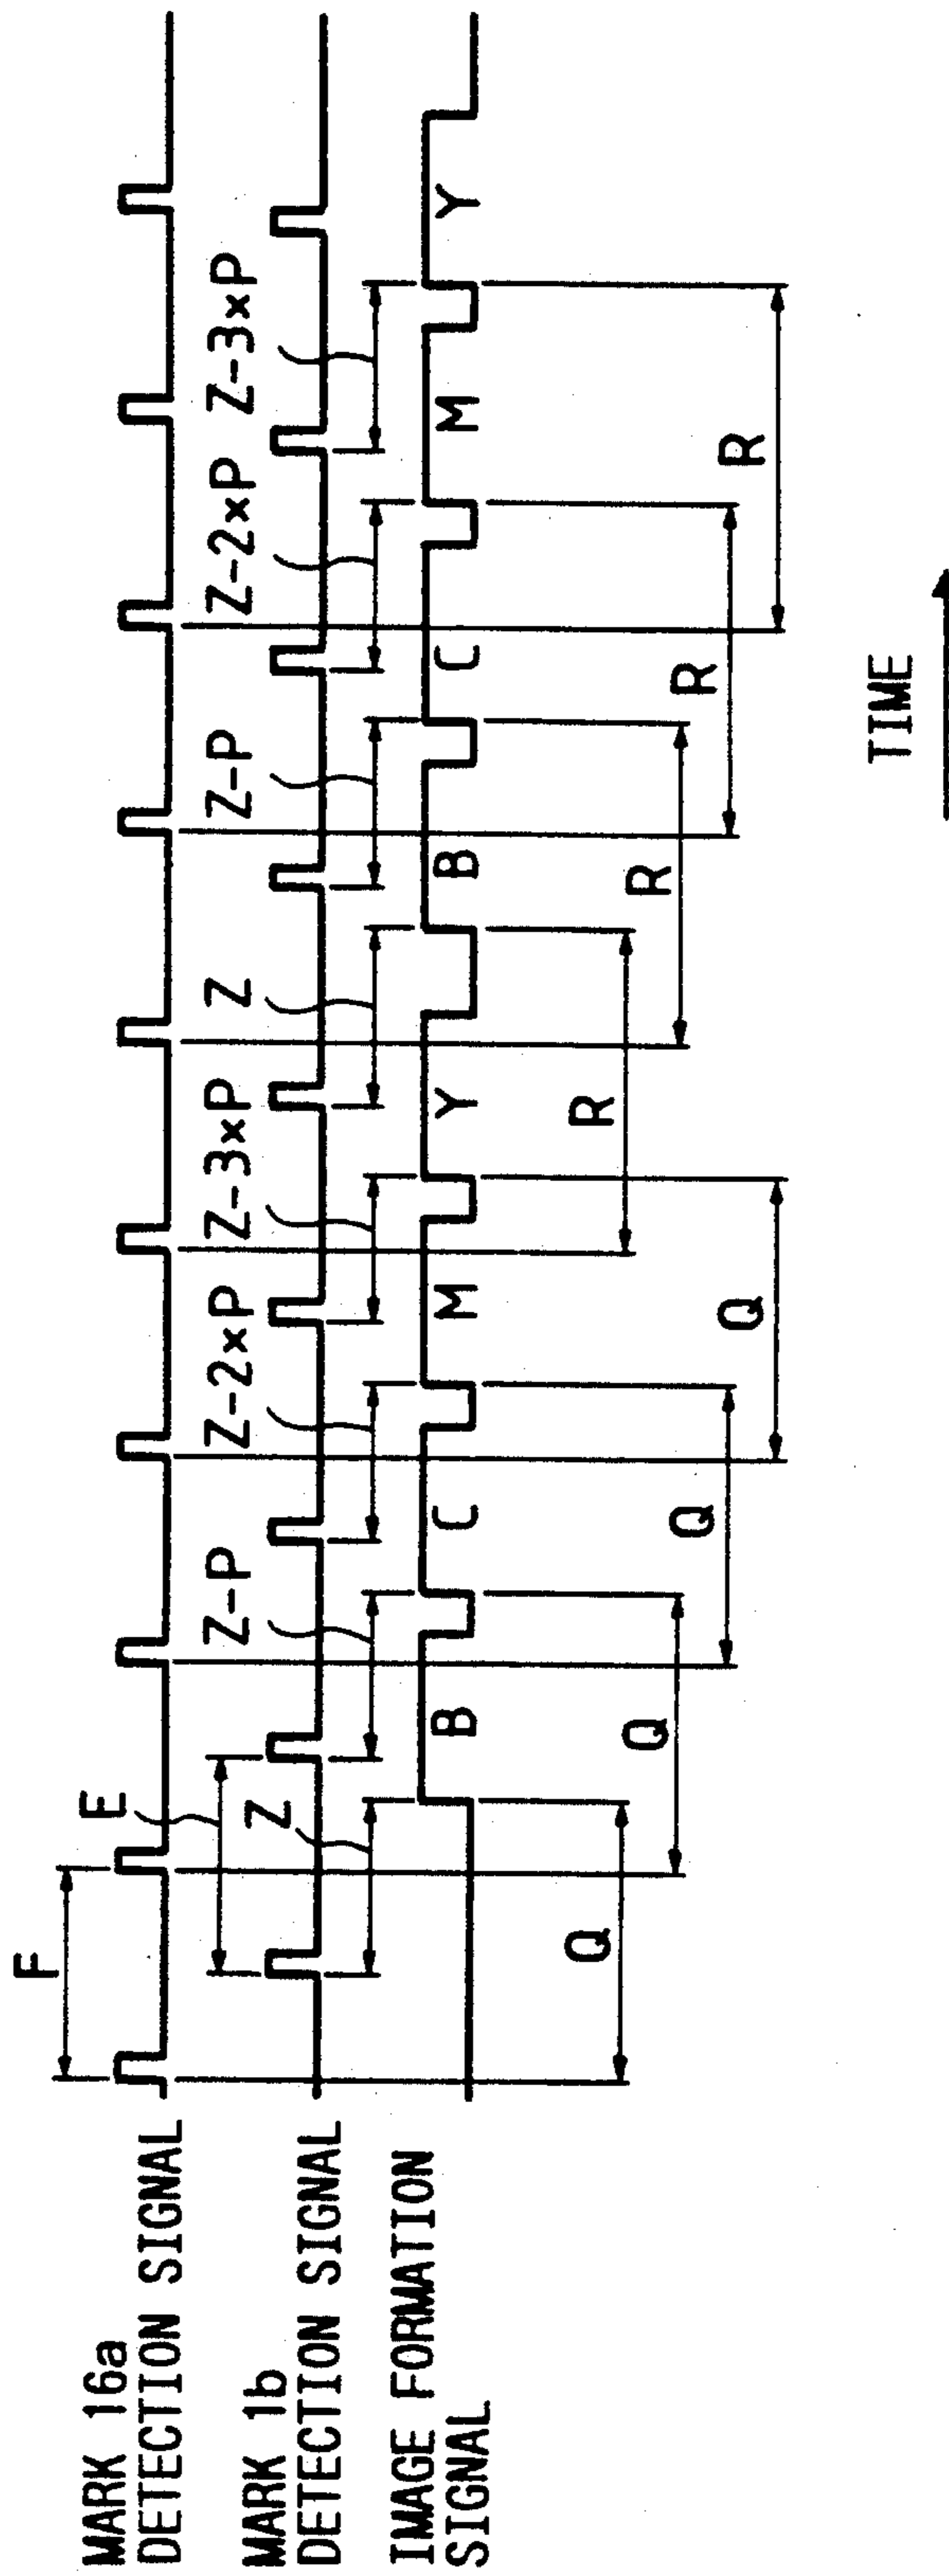 MARK 16a
DETECTION SIGNAL
F
MARK 1b
DETECTION SIGNAL
E
Z
Z-P
Z-2×P
Z-3×P
Z
Z-P
Z-2×P
Z-3×P
IMAGE FORMATION
SIGNAL
B
C
M
Y
B
C
M
Y
Q
Q
Q
Q
R
R
R
R
TIME